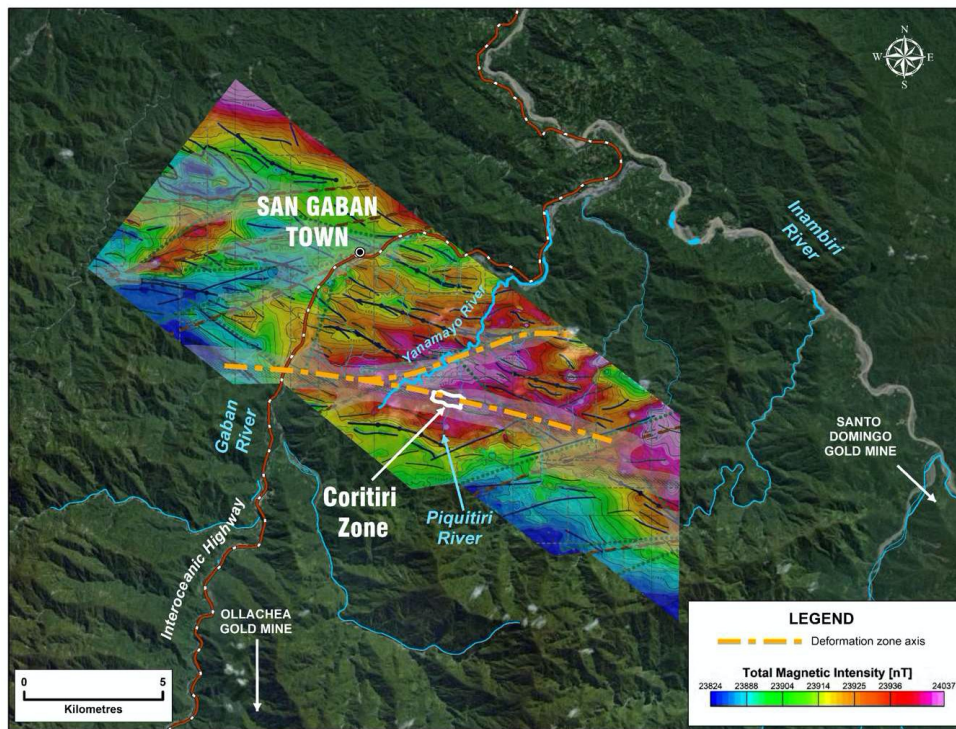 N
W
E
S
SAN GABAN
TOWN
Inambiri
River
Yanamayo River
Gaban
River
SANTO
DOMINGO
GOLD MINE
Coritiri
Zone
Piquitiri
River
Interoceanic Highway
OLLACHEA
GOLD MINE
0 5
Kilometres
LEGEND
Deformation zone axis
Total Magnetic Intensity [nT]
23824 23888 23904 23914 23925 23936 24037